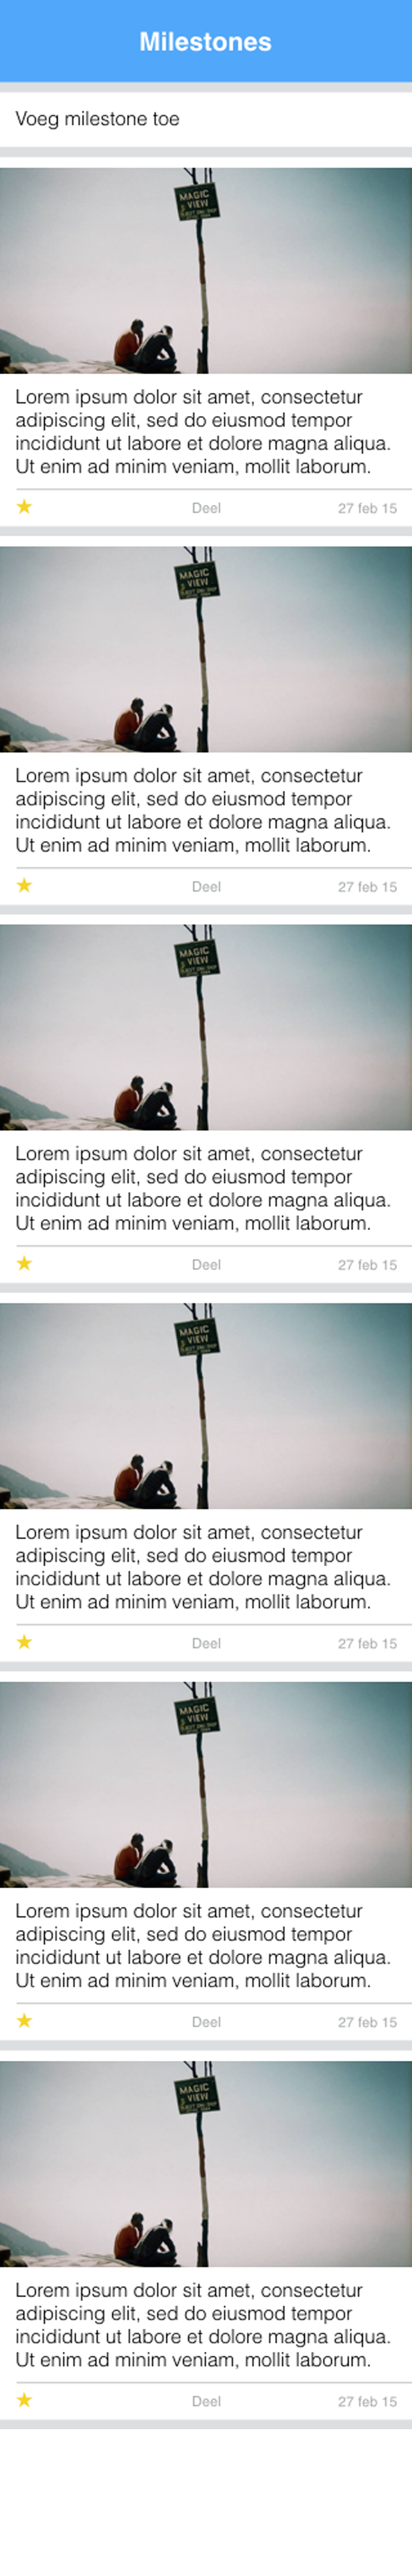 Milestones
Voeg milestone toe
MAGIC
VIEW
Lorem ipsum dolor sit amet, consectetur
adipiscing elit, sed do eiusmod tempor
incididunt ut labore et dolore magna aliqua.
Ut enim ad minim veniam, mollit laborum.
Deel
27 feb 15
MAGIC
VIEW
Lorem ipsum dolor sit amet, consectetur
adipiscing elit, sed do eiusmod tempor
incididunt ut labore et dolore magna aliqua.
Ut enim ad minim veniam, mollit laborum.
Deel
27 feb 15
MAGIC
VIEW
Lorem ipsum dolor sit amet, consectetur
adipiscing elit, sed do eiusmod tempor
incididunt ut labore et dolore magna aliqua.
Ut enim ad minim veniam, mollit laborum.
Deel
27 feb 15
MAGIC
VIEW
Lorem ipsum dolor sit amet, consectetur
adipiscing elit, sed do eiusmod tempor
incididunt ut labore et dolore magna aliqua.
Ut enim ad minim veniam, mollit laborum.
Deel
27 feb 15
MAGIC
VIEW
Lorem ipsum dolor sit amet, consectetur
adipiscing elit, sed do eiusmod tempor
incididunt ut labore et dolore magna aliqua.
Ut enim ad minim veniam, mollit laborum.
Deel
27 feb 15
MAGIC
VIEW
Lorem ipsum dolor sit amet, consectetur
adipiscing elit, sed do eiusmod tempor
incididunt ut labore et dolore magna aliqua.
Ut enim ad minim veniam, mollit laborum.
Deel
27 feb 15